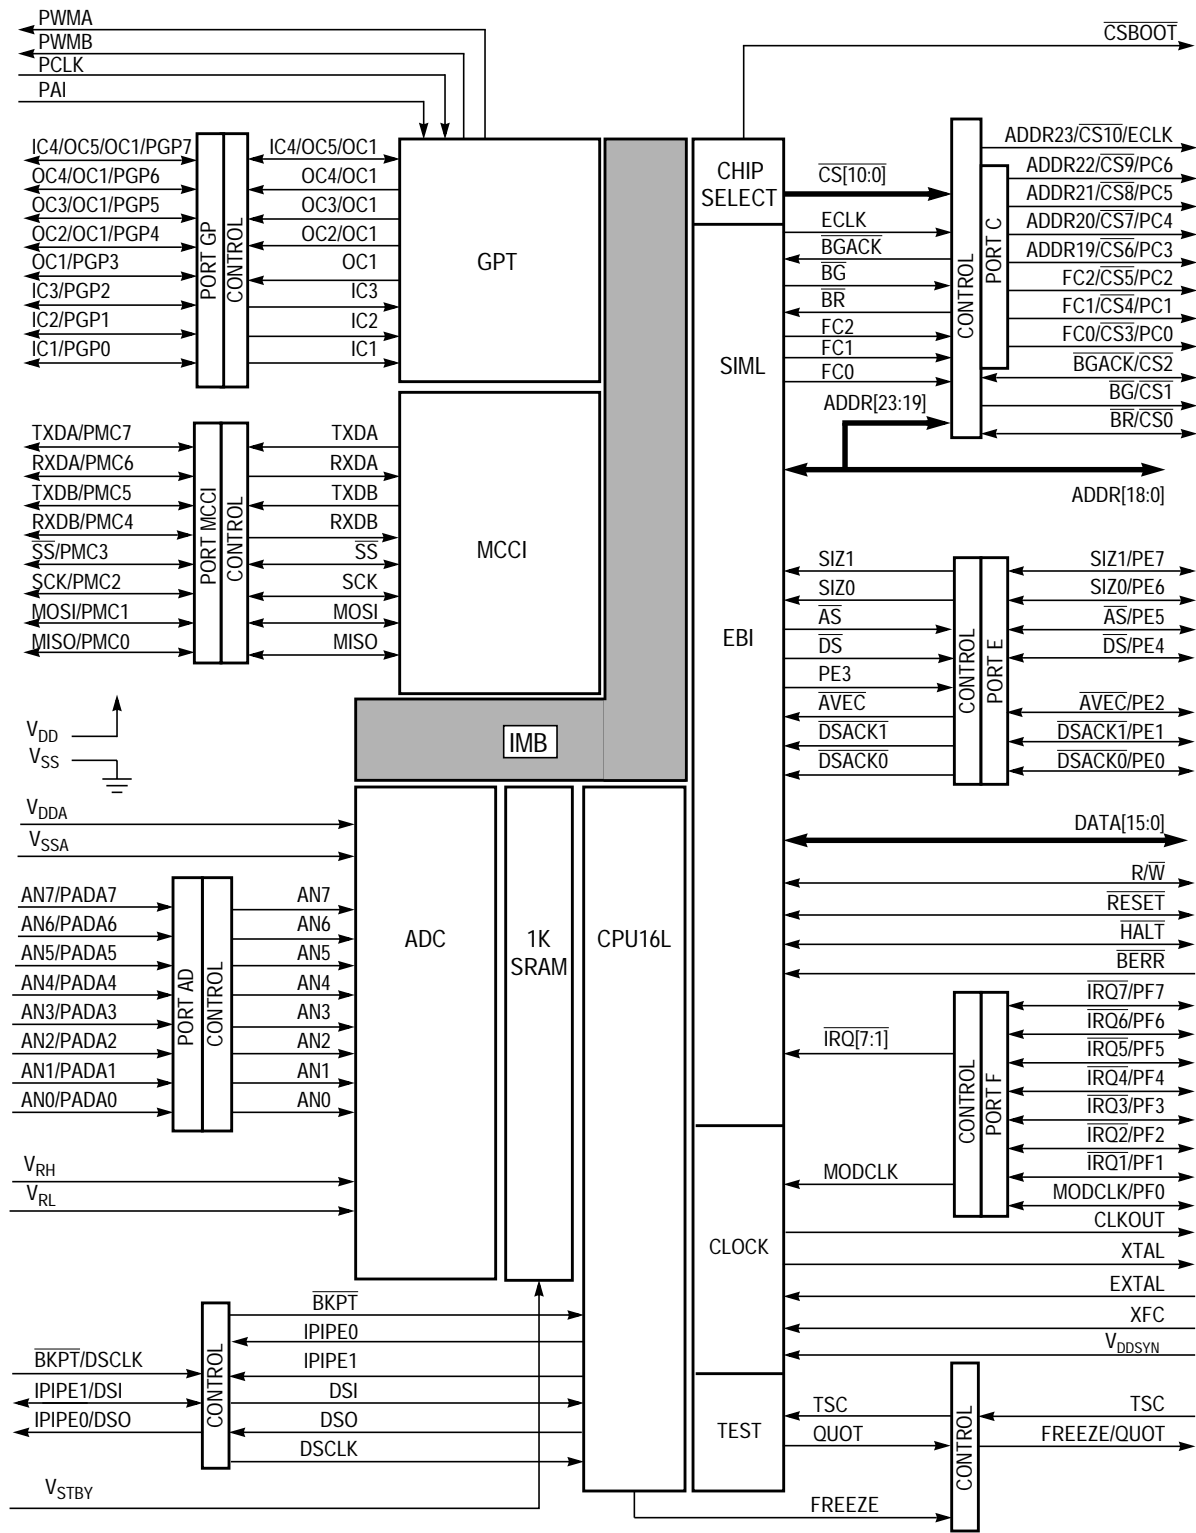 PWMA
PWMB
PCLK
PAI
CSBOOT
IC4/OC5/OC1/PGP7
OC4/OC1/PGP6
OC3/OC1/PGP5
OC2/OC1/PGP4
OC1/PGP3
IC3/PGP2
IC2/PGP1
IC1/PGP0
PORT GP
CONTROL
IC4/OC5/OC1
OC4/OC1
OC3/OC1
OC2/OC1
OC1
IC3
IC2
IC1
GPT
TXDA/PMC7
RXDA/PMC6
TXDB/PMC5
RXDB/PMC4
SS/PMC3
SCK/PMC2
MOSI/PMC1
MISO/PMC0
PORT MCCI
CONTROL
TXDA
RXDA
TXDB
RXDB
SS
SCK
MOSI
MISO
MCCI
IMB
VDD
VSS
VDDA
VSSA
AN7/PADA7
AN6/PADA6
AN5/PADA5
AN4/PADA4
AN3/PADA3
AN2/PADA2
AN1/PADA1
AN0/PADA0
PORT AD
CONTROL
AN7
AN6
AN5
AN4
AN3
AN2
AN1
AN0
VRH
VRL
ADC
1K
SRAM
CPU16L
BKPT/DSCLK
IPIPE1/DSI
IPIPE0/DSO
CONTROL
BKPT
IPIPE0
IPIPE1
DSI
DSO
DSCLK
VSTBY
CHIP
SELECT
SIML
EBI
CLOCK
TEST
CS[10:0]
ECLK
BGACK
BG
BR
FC2
FC1
FC0
ADDR[23:19]
CONTROL
PORT C
ADDR23/CS10/ECLK
ADDR22/CS9/PC6
ADDR21/CS8/PC5
ADDR20/CS7/PC4
ADDR19/CS6/PC3
FC2/CS5/PC2
FC1/CS4/PC1
FC0/CS3/PC0
BGACK/CS2
BG/CS1
BR/CS0
ADDR[18:0]
SIZ1
SIZ0
AS
DS
PE3
AVEC
DSACK1
DSACK0
CONTROL
PORT E
SIZ1/PE7
SIZ0/PE6
AS/PE5
DS/PE4
AVEC/PE2
DSACK1/PE1
DSACK0/PE0
DATA[15:0]
R/W
RESET
HALT
BERR
IRQ[7:1]
MODCLK
CONTROL
PORT F
IRQ7/PF7
IRQ6/PF6
IRQ5/PF5
IRQ4/PF4
IRQ3/PF3
IRQ2/PF2
IRQ1/PF1
MODCLK/PF0
CLKOUT
XTAL
EXTAL
XFC
VDDSYN
TSC
QUOT
FREEZE
CONTROL
TSC
FREEZE/QUOT